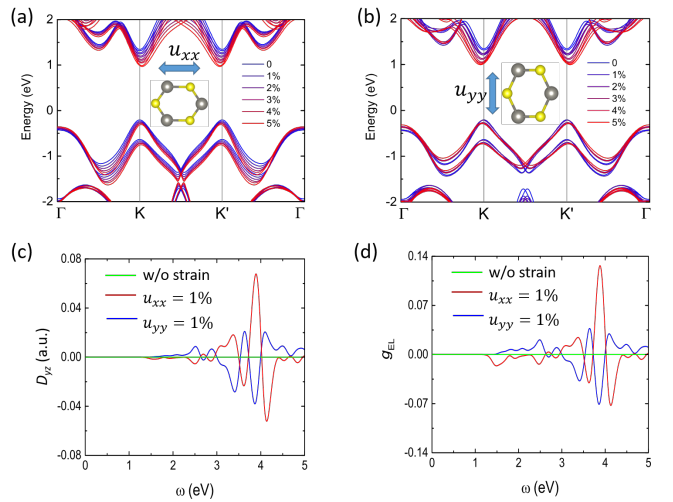 (a)
2
1
0
-1
-2
Energy (eV)
u_xx
0
1%
2%
3%
4%
5%
Γ K K' Γ
(b)
2
1
0
-1
-2
Energy (eV)
u_yy
0
1%
2%
3%
4%
5%
Γ K K' Γ
(c)
0.08
0.04
0.00
-0.04
-0.08
D_yz (a.u.)
w/o strain
u_xx = 1%
u_yy = 1%
0 1 2 3 4 5
ω (eV)
(d)
0.14
0.07
0.00
-0.07
-0.14
g_EL
w/o strain
u_xx = 1%
u_yy = 1%
0 1 2 3 4 5
ω (eV)